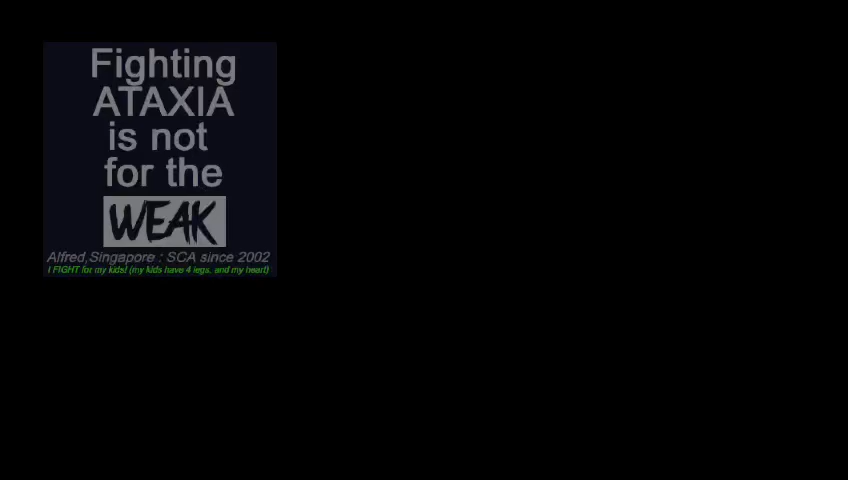 Fighting
ATAXIA
is not
for the
WEAK
Alfred,Singapore : SCA since 2002
I FIGHT for my kids! (my kids have 4 legs, and my heart)